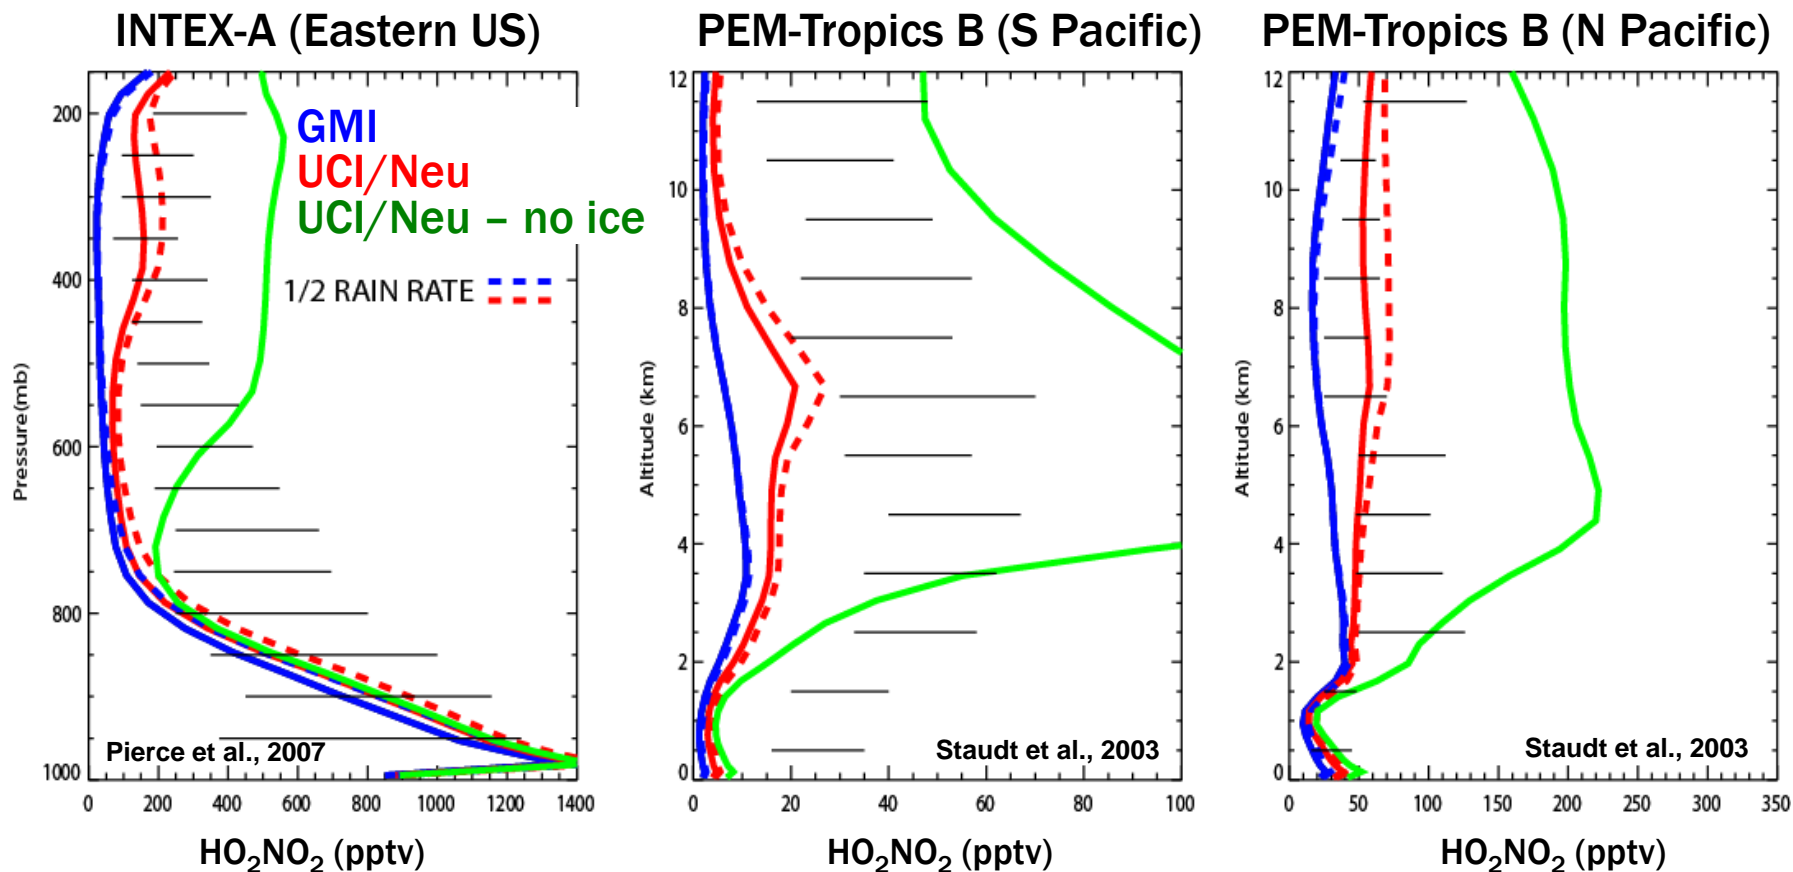 INTEX-A (Eastern US)
PEM-Tropics B (S Pacific)
PEM-Tropics B (N Pacific)
GMI
UCI/Neu
UCI/Neu – no ice
1/2 RAIN RATE
Pressure(mb)
200
400
600
800
1000
0
200
400
600
800
1000
1200
1400
Pierce et al., 2007
HO₂NO₂ (pptv)
Altitude (km)
12
10
8
6
4
2
0
0
20
40
60
80
100
Staudt et al., 2003
HO₂NO₂ (pptv)
Altitude (km)
12
10
8
6
4
2
0
0
50
100
150
200
250
300
350
Staudt et al., 2003
HO₂NO₂ (pptv)